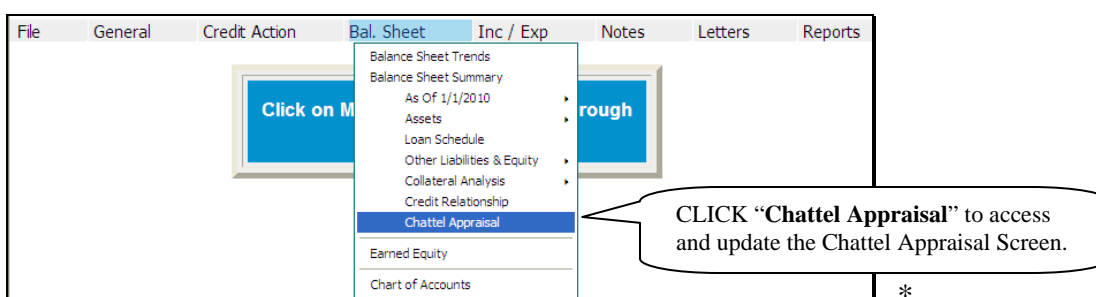 File General Credit Action Bal. Sheet Inc / Exp Notes Letters Reports
Balance Sheet Trends
Balance Sheet Summary
As Of 1/1/2010
Assets
Loan Schedule
Other Liabilities & Equity
Collateral Analysis
Credit Relationship
Chattel Appraisal
Earned Equity
Chart of Accounts
Click on M
rough
CLICK “Chattel Appraisal” to access
and update the Chattel Appraisal Screen.
*